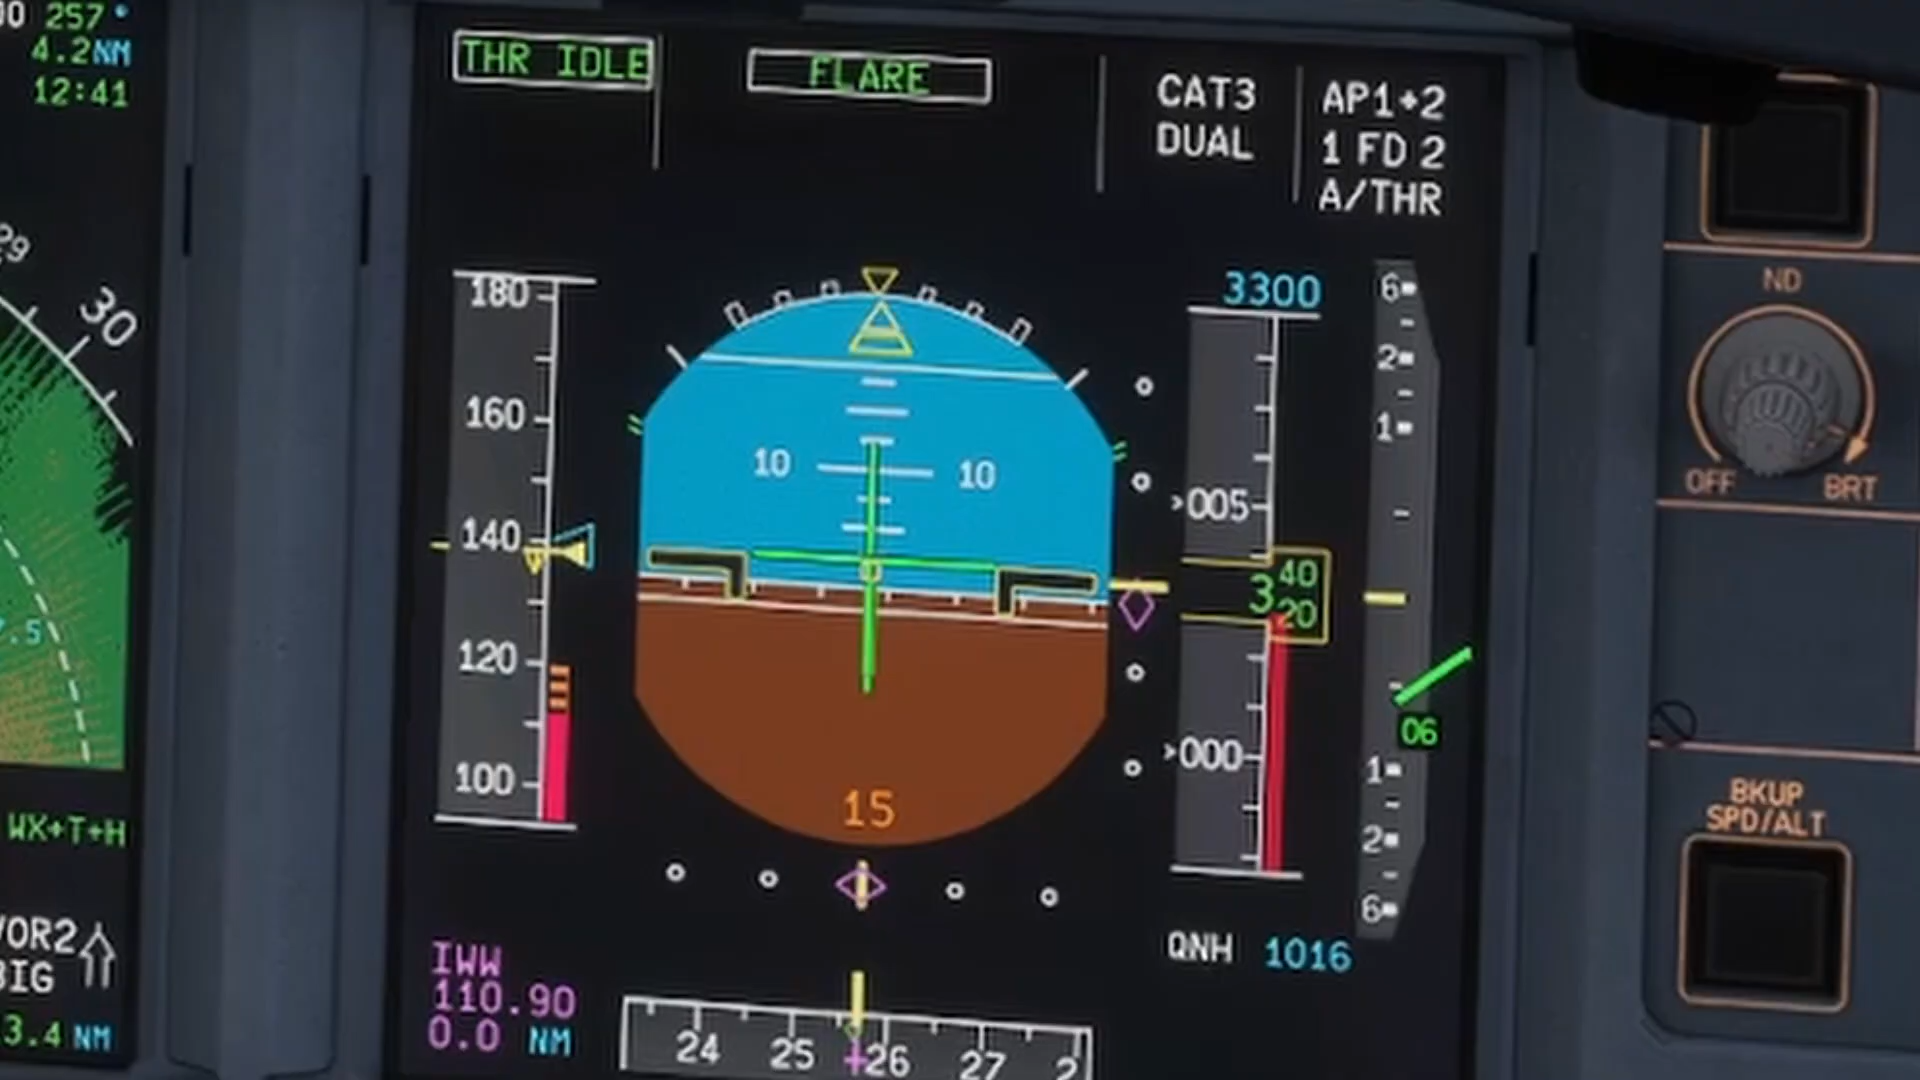 257°
4.2NM
12:41
THR IDLE
FLARE
CAT3
DUAL
AP1+2
1 FD 2
A/THR
29
30
180
160
140
120
100
10 10
15
3300
005
3 40
20
000
6
2
1
06
1
2
6
ND
OFF BRT
BKUP
SPD/ALT
7.5
WX+T+H
VOR2
BIG
3.4 NM
IWW
110.90
0.0 NM
QNH 1016
24 25 26 27 2